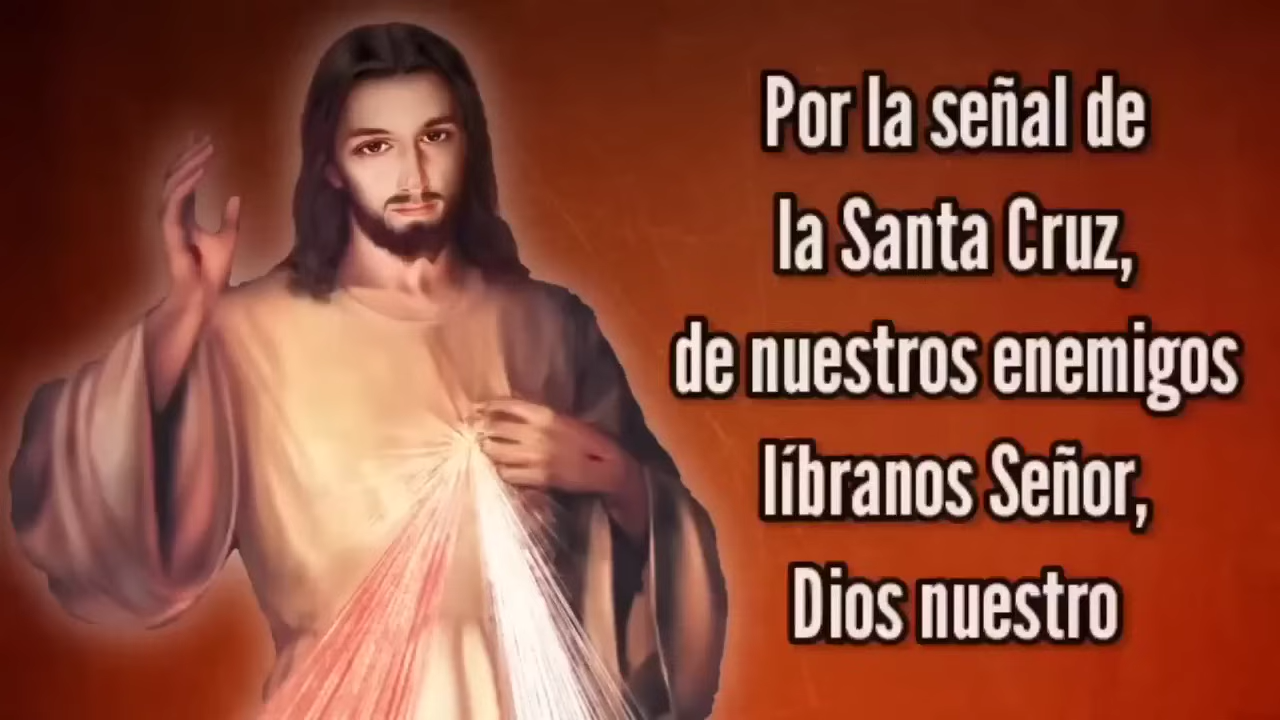 Por la señal de
la Santa Cruz,
de nuestros enemigos
líbranos Señor,
Dios nuestro